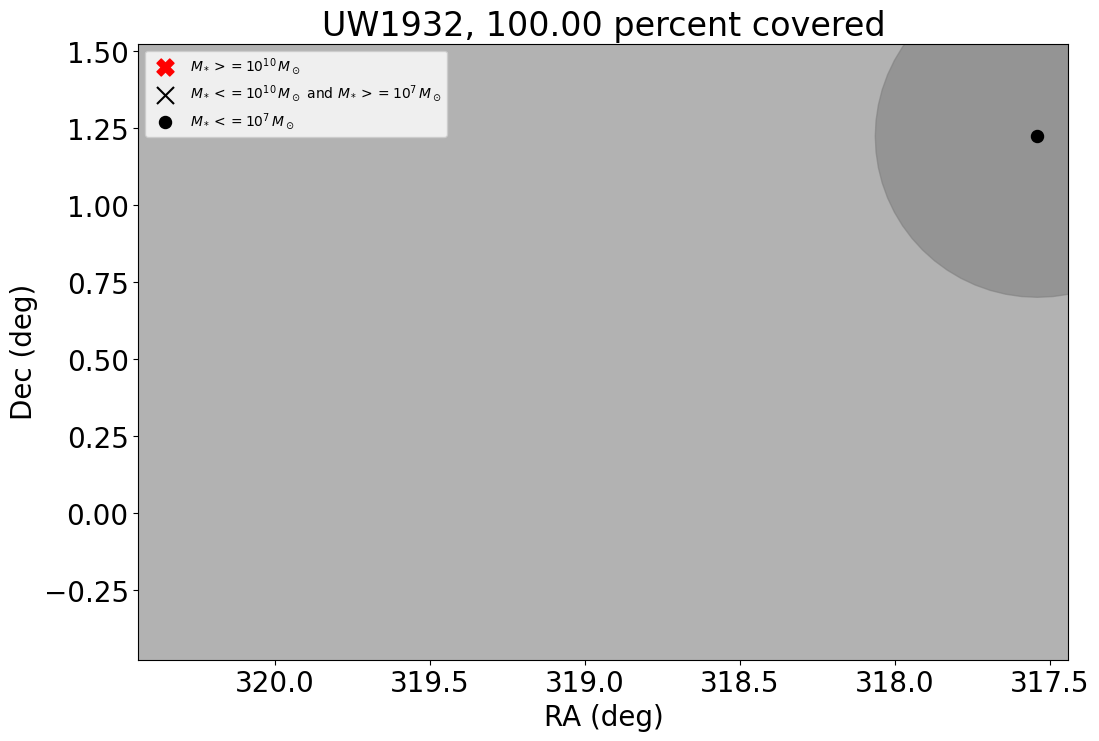 UW1932, 100.00 percent covered
M* >= 10^10 M⊙
M* <= 10^10 M⊙ and M* >= 10^7 M⊙
M* <= 10^7 M⊙
1.50
1.25
1.00
0.75
0.50
0.25
0.00
−0.25
Dec (deg)
320.0 319.5 319.0 318.5 318.0 317.5
RA (deg)